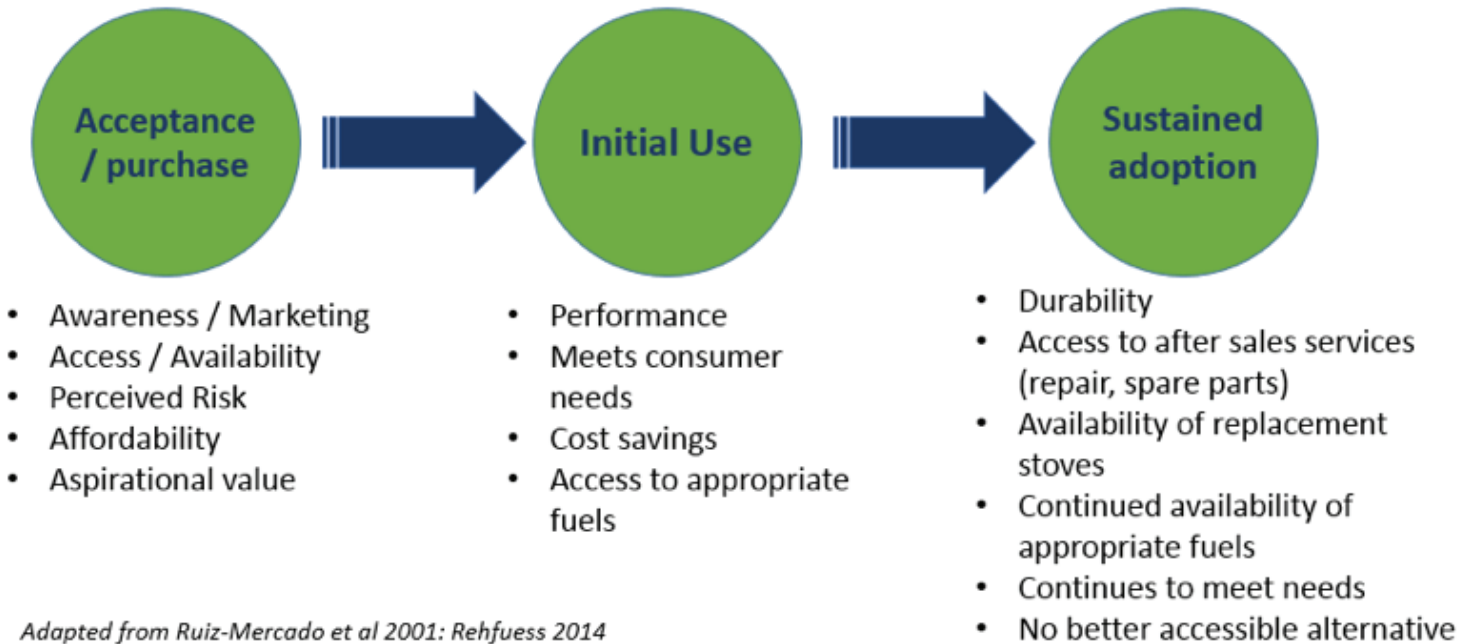 Acceptance
/ purchase
Initial Use
Sustained
adoption
• Awareness / Marketing
• Access / Availability
• Perceived Risk
• Affordability
• Aspirational value
• Performance
• Meets consumer
needs
• Cost savings
• Access to appropriate
fuels
• Durability
• Access to after sales services
(repair, spare parts)
• Availability of replacement
stoves
• Continued availability of
appropriate fuels
• Continues to meet needs
• No better accessible alternative
Adapted from Ruiz-Mercado et al 2001: Rehfuess 2014